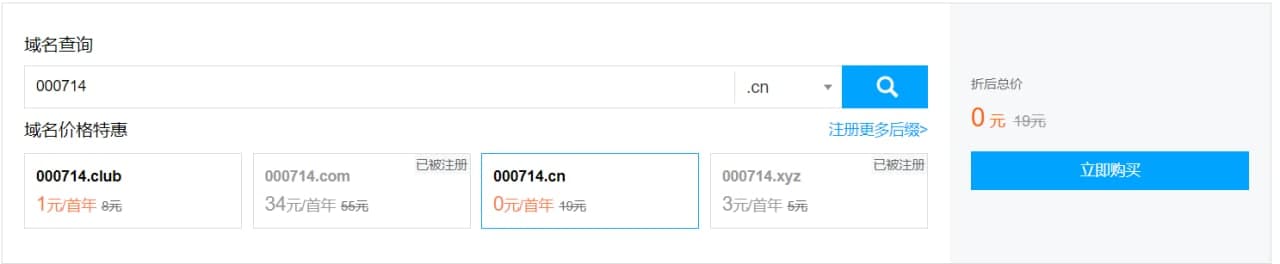 域名查询
000714
.cn
域名价格特惠
注册更多后缀>
000714.club
1元/首年 8元
已被注册
000714.com
34元/首年 55元
000714.cn
0元/首年 19元
已被注册
000714.xyz
3元/首年 5元
折后总价
0 元 19元
立即购买